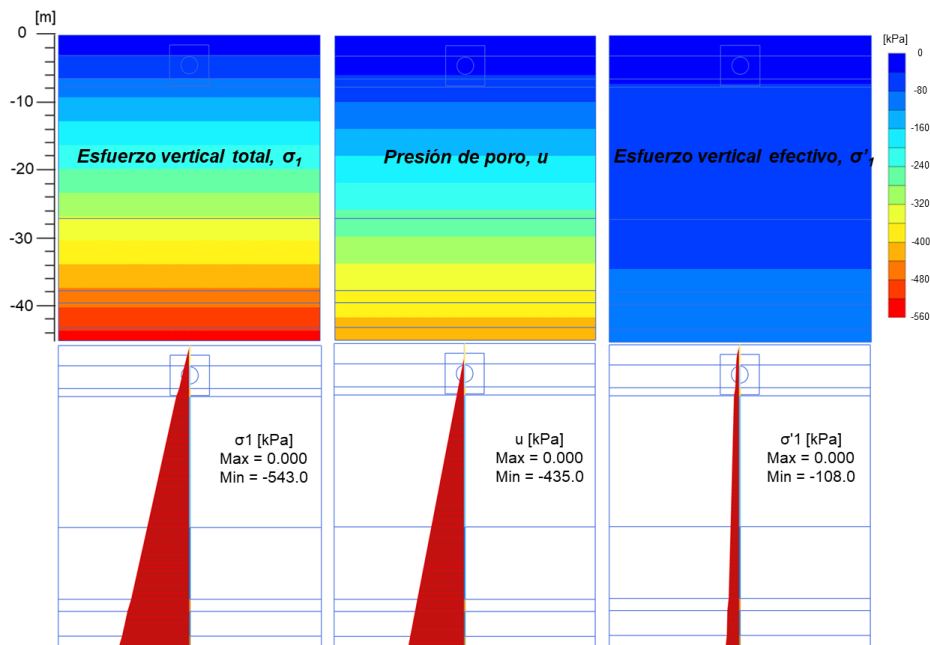 [m]
0
-10
-20
-30
-40
Esfuerzo vertical total, σ₁
Presión de poro, u
Esfuerzo vertical efectivo, σ'₁
[kPa]
0
-80
-160
-240
-320
-400
-480
-560
σ1 [kPa]
Max = 0.000
Min = -543.0
u [kPa]
Max = 0.000
Min = -435.0
σ'1 [kPa]
Max = 0.000
Min = -108.0